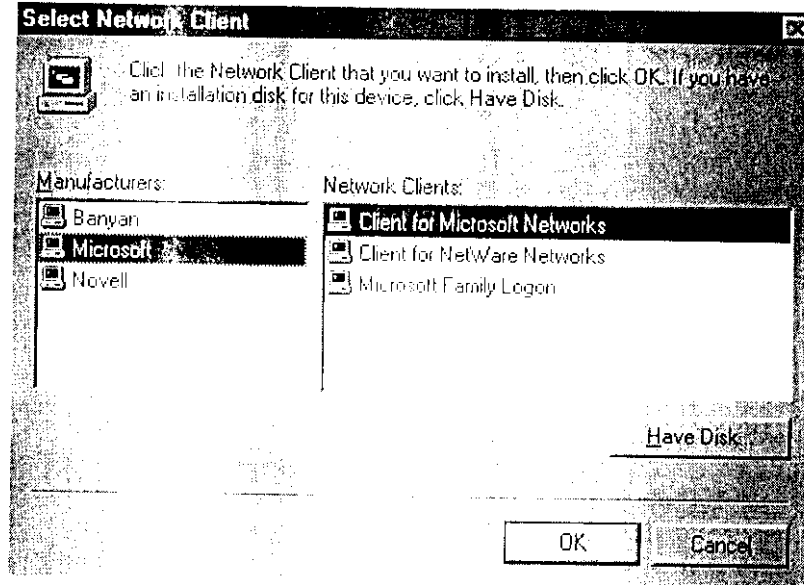 Select Network Client
Click the Network Client that you want to install, then click OK. If you have
an installation disk for this device, click Have Disk.
Manufacturers:
Banyan
Microsoft
Novell
Network Clients:
Client for Microsoft Networks
Client for NetWare Networks
Microsoft Family Logon
Have Disk...
OK
Cancel